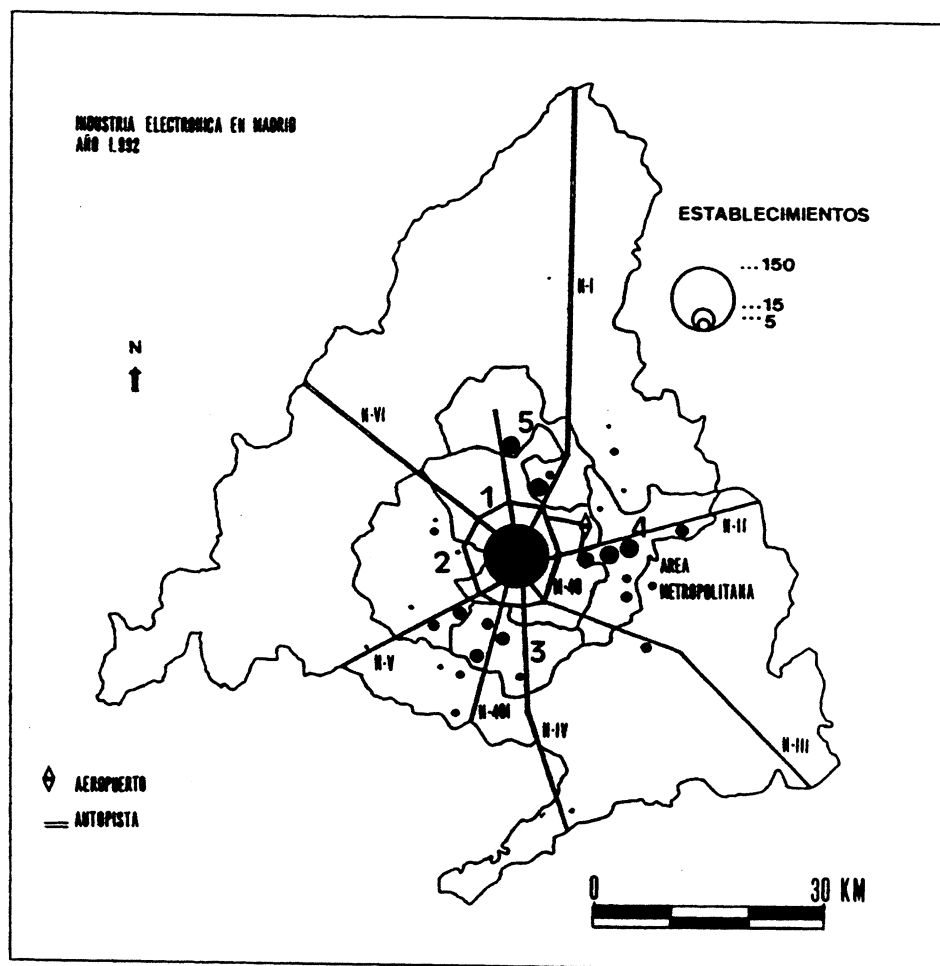 INDUSTRIA ELECTRONICA EN MADRID
AÑO 1.992
ESTABLECIMIENTOS
...150
...15
...5
N
N-I
N-VI
5
1
4
N-II
2
AREA
METROPOLITANA
M-40
3
N-V
N-401
N-IV
N-III
AEROPUERTO
AUTOPISTA
0 30 KM